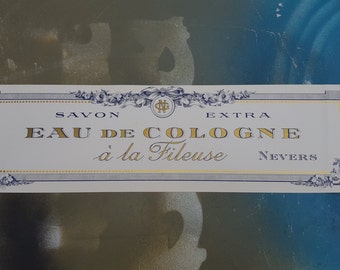 SAVON EXTRA
EAU DE COLOGNE
à la Fileuse NEVERS